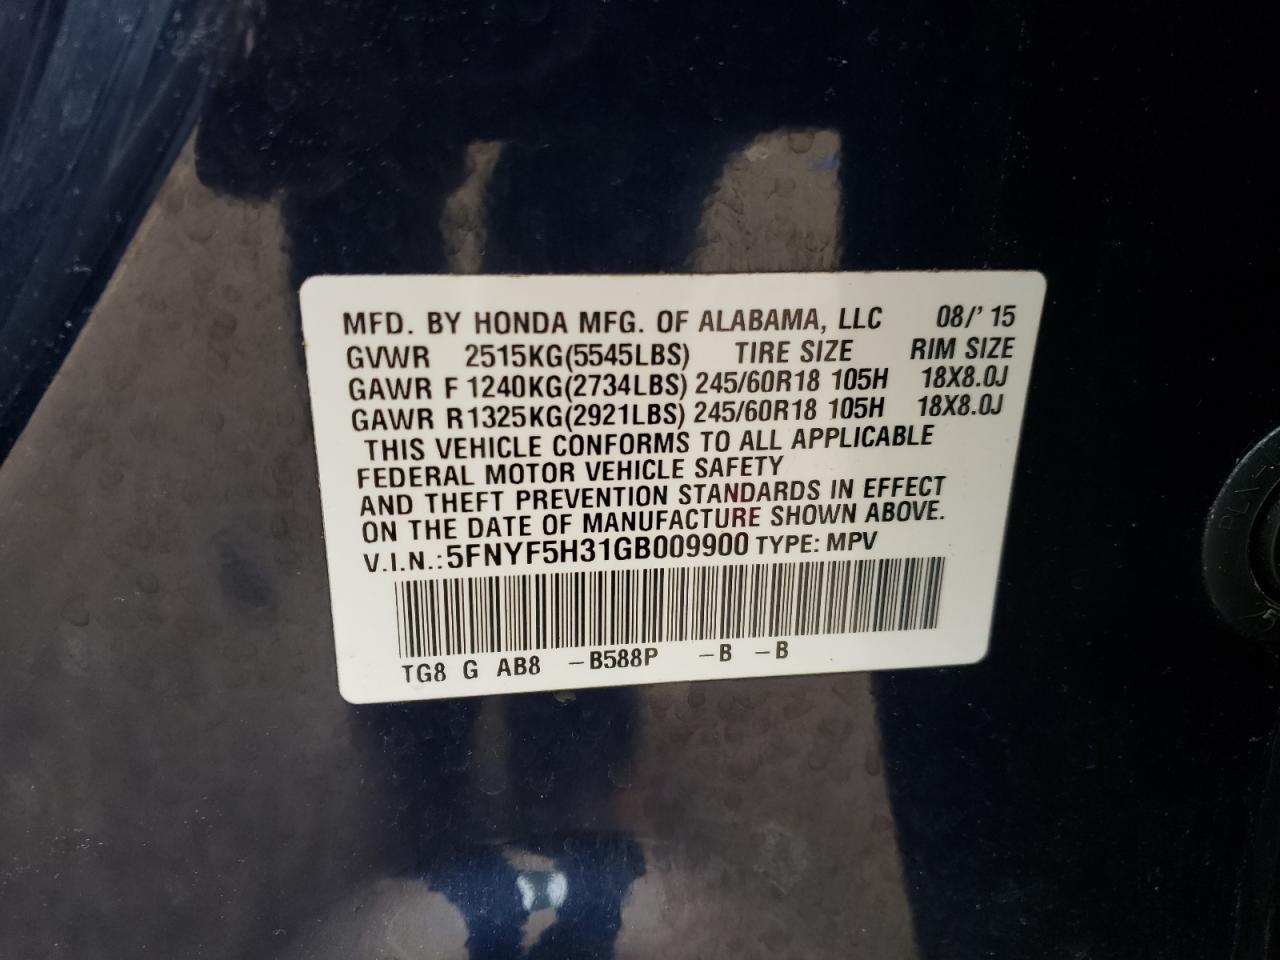 MFD. BY HONDA MFG. OF ALABAMA, LLC 08/' 15
GVWR 2515KG(5545LBS) TIRE SIZE RIM SIZE
GAWR F 1240KG(2734LBS) 245/60R18 105H 18X8.0J
GAWR R1325KG(2921LBS) 245/60R18 105H 18X8.0J
THIS VEHICLE CONFORMS TO ALL APPLICABLE
FEDERAL MOTOR VEHICLE SAFETY
AND THEFT PREVENTION STANDARDS IN EFFECT
ON THE DATE OF MANUFACTURE SHOWN ABOVE.
V.I.N.:5FNYF5H31GB009900 TYPE: MPV
TG8 G AB8 -B588P -B -B